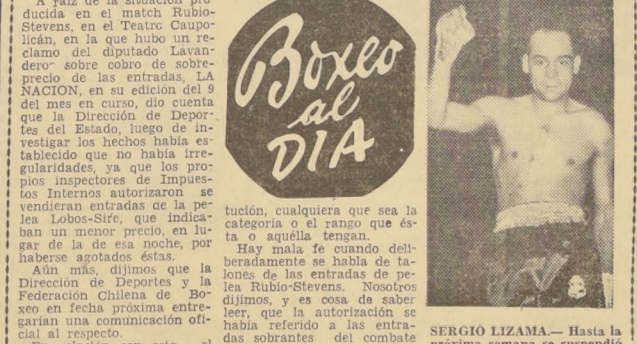 A raíz de la situación pro-
ducida en el match Rubio-
Stevens, en el Teatro Caupo-
licán, en la que hubo un re-
clamo del diputado Lavan-
dero sobre cobro de sobre-
precio de las entradas, LA
NACION, en su edición del 9
del mes en curso, dio cuenta
que la Dirección de Depor-
tes del Estado, luego de in-
vestigar los hechos había es-
tablecido que no había irre-
gularidades, ya que los pro-
pios inspectores de Impues-
tos Internos autorizaron se
vendieran entradas de la pe-
lea Lobos-Sire, que indica-
ban un menor precio, en lu-
gar de la de esa noche, por
haberse agotados éstas.
Aún más, dijimos que la
Dirección de Deportes y la
Federación Chilena de Bo-
xeo en fecha próxima entre-
garían una comunicación ofi-
cial al respecto.
Boxeo
al
DIA
tución, cualquiera que sea la
categoría o el rango que és-
ta o aquélla tengan.
Hay mala fe cuando deli-
beradamente se habla de ta-
lones de las entradas de pe-
lea Rubio-Stevens. Nosotros
dijimos, y es cosa de saber
leer, que la autorización se
había referido a las entra-
das sobrantes del combate
SERGIO LIZAMA.— Hasta la
próxima semana se suspendió